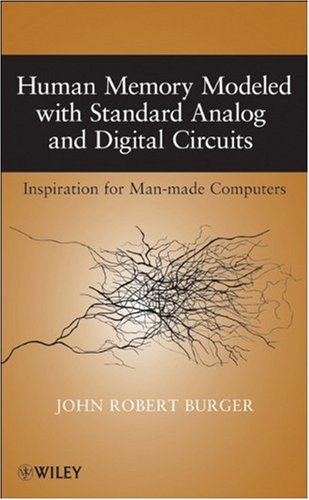 Human Memory Modeled
with Standard Analog
and Digital Circuits
Inspiration for Man-made Computers
JOHN ROBERT BURGER
WILEY